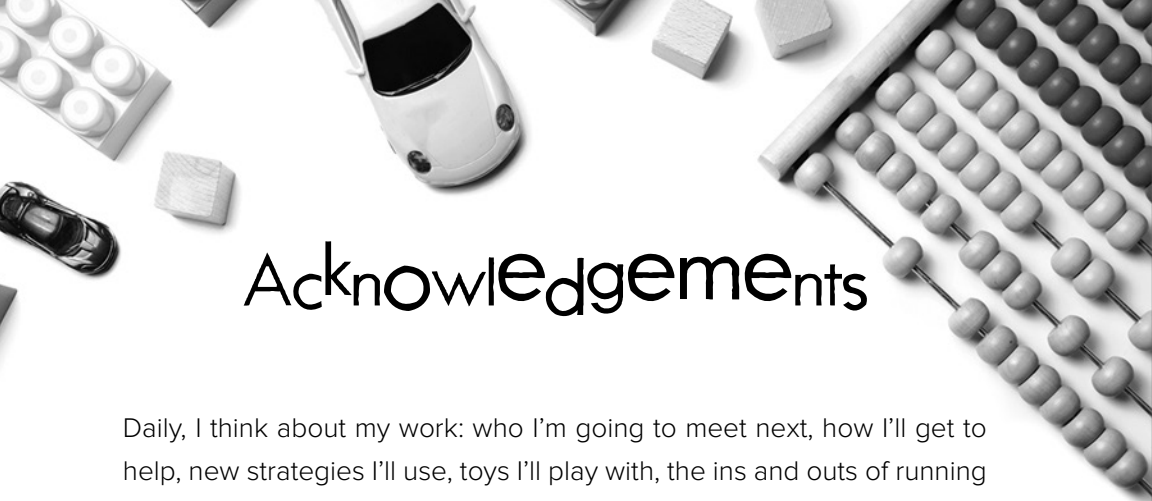 Acknowledgements
Daily, I think about my work: who I’m going to meet next, how I’ll get to
help, new strategies I’ll use, toys I’ll play with, the ins and outs of running